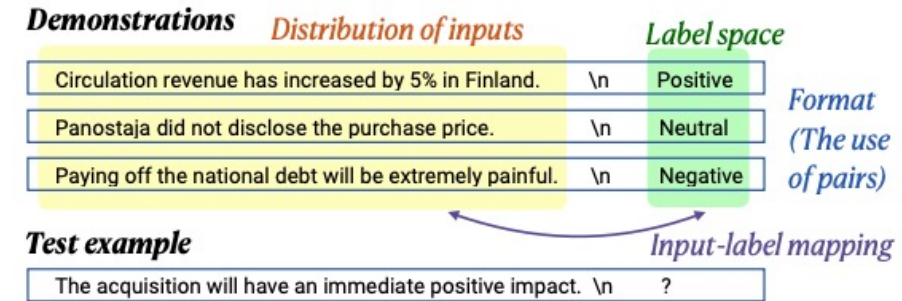 Demonstrations
Distribution of inputs
Label space
Circulation revenue has increased by 5% in Finland. \n Positive
Panostaja did not disclose the purchase price. \n Neutral
Paying off the national debt will be extremely painful. \n Negative
Format
(The use
of pairs)
Test example
Input-label mapping
The acquisition will have an immediate positive impact. \n ?